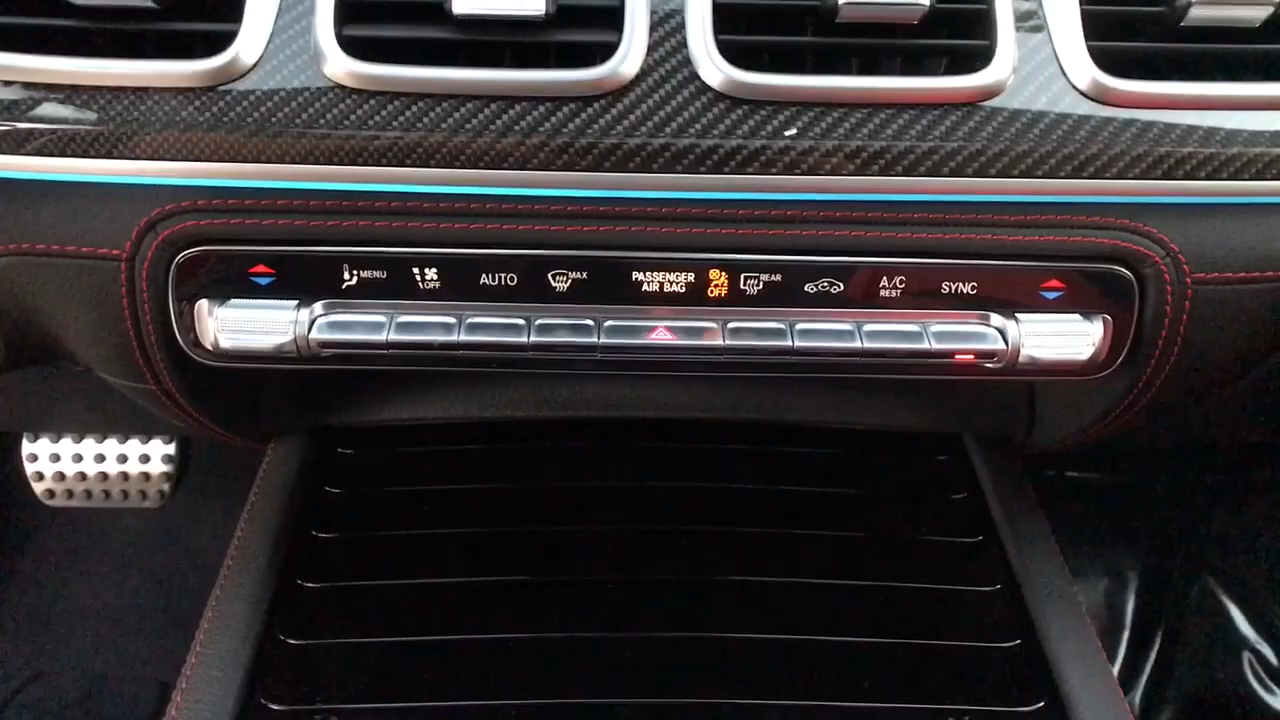 MENU
OFF
AUTO
MAX
PASSENGER
AIR BAG
OFF
REAR
A/C
REST
SYNC